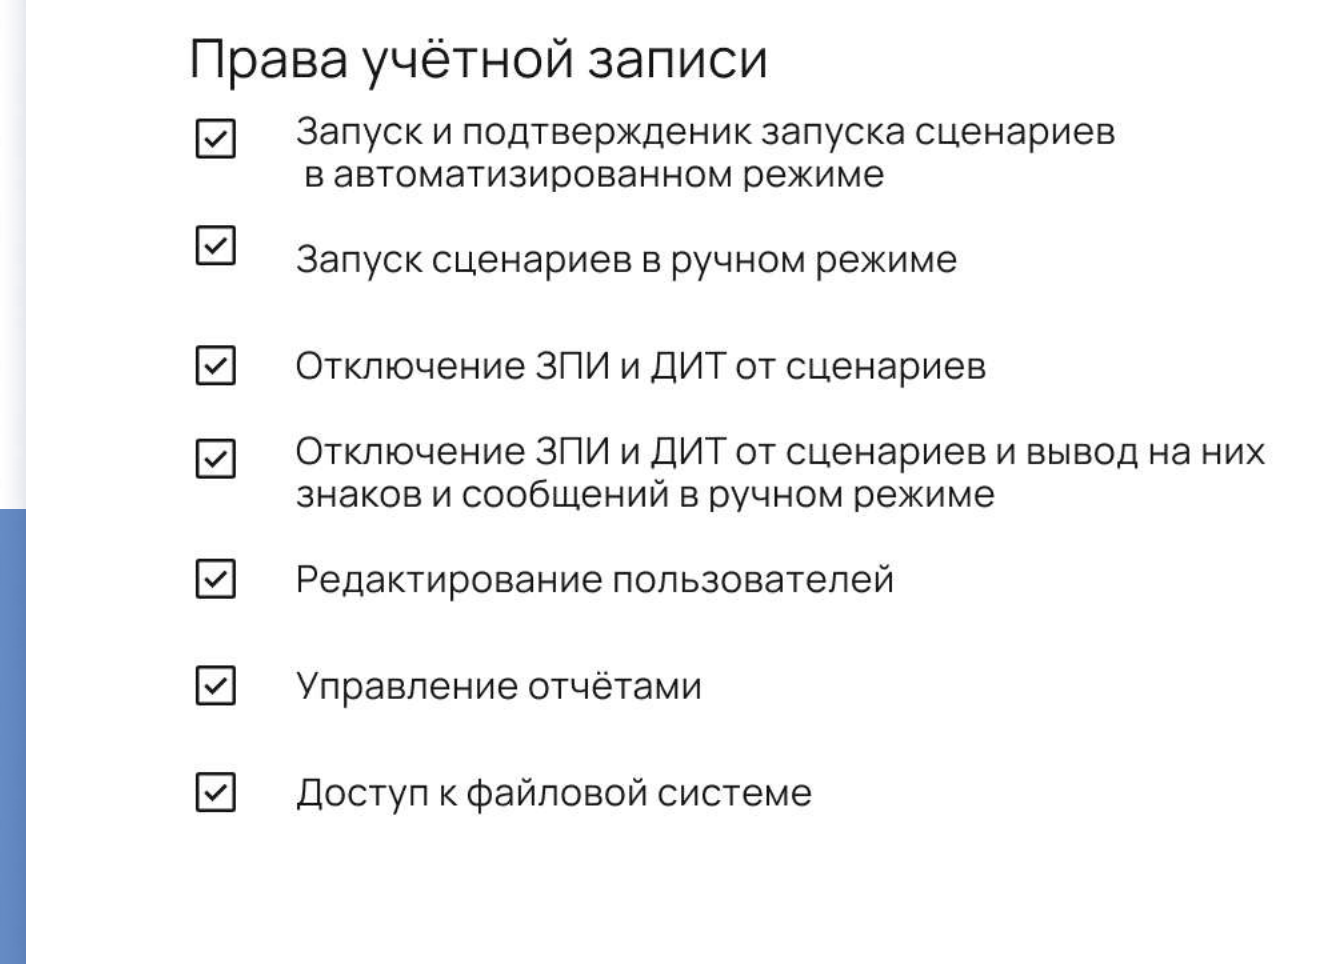 Права учётной записи
Запуск и подтвержденик запуска сценариев
в автоматизированном режиме
Запуск сценариев в ручном режиме
Отключение ЗПИ и ДИТ от сценариев
Отключение ЗПИ и ДИТ от сценариев и вывод на них
знаков и сообщений в ручном режиме
Редактирование пользователей
Управление отчётами
Доступ к файловой системе